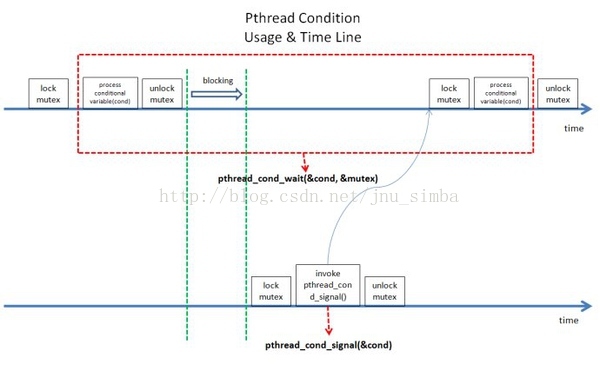 Pthread Condition
Usage & Time Line
lock
mutex
process
conditional
variable(cond)
unlock
mutex
blocking
lock
mutex
process
conditional
variable(cond)
unlock
mutex
time
pthread_cond_wait(&cond, &mutex)
http://blog.csdn.net/jnu_simba
lock
mutex
invoke
pthread_con
d_signal()
unlock
mutex
time
pthread_cond_signal(&cond)